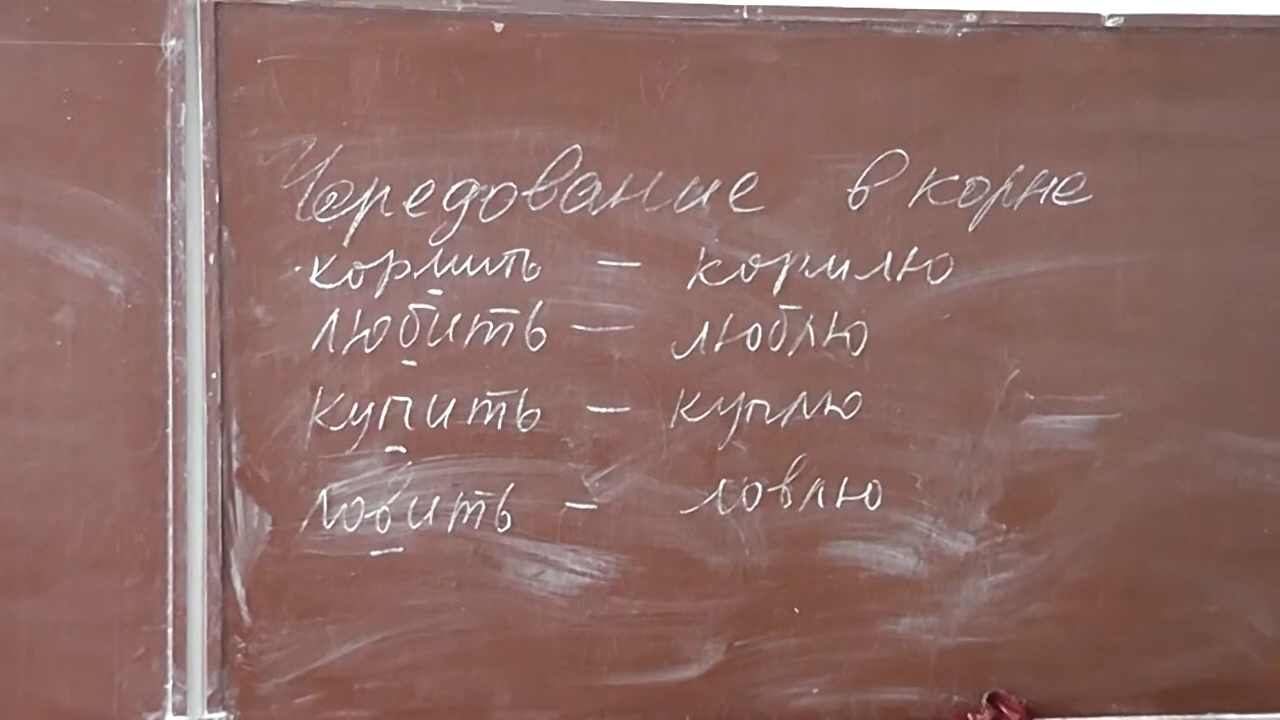 Чередование в корне
кормить — кормлю
любить — люблю
купить — куплю
ловить — ловлю